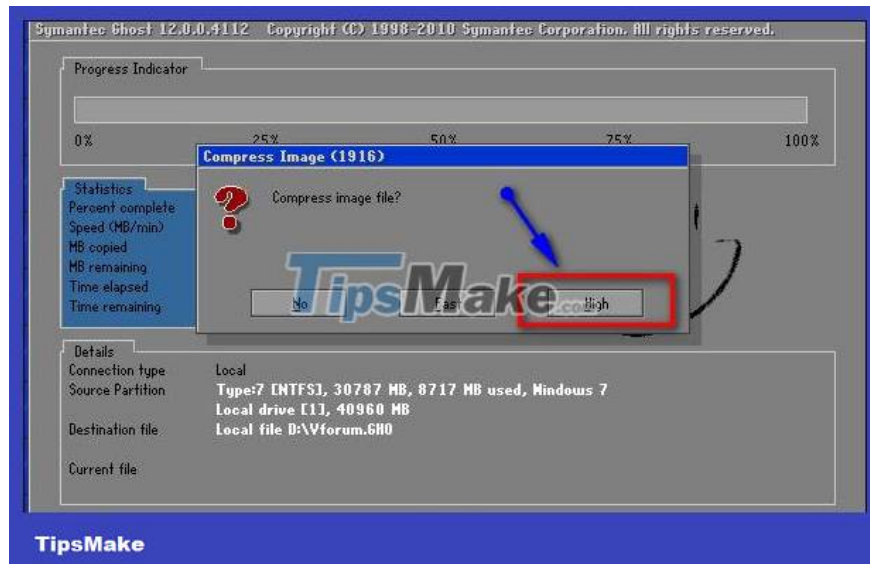 Symantec Ghost 12.0.0.4112 Copyright (C) 1998-2010 Symantec Corporation. All rights reserved.
Progress Indicator
0% 25% 50% 75% 100%
Compress Image (1916)
Compress image file?
No Fast High
TipsMake.com
Statistics
Percent complete
Speed (MB/min)
MB copied
MB remaining
Time elapsed
Time remaining
Details
Connection type Local
Source Partition Type:7 [NTFS], 30787 MB, 8717 MB used, Windows 7
Local drive [1], 40960 MB
Destination file Local file D:\Vforum.GHO
Current file
TipsMake